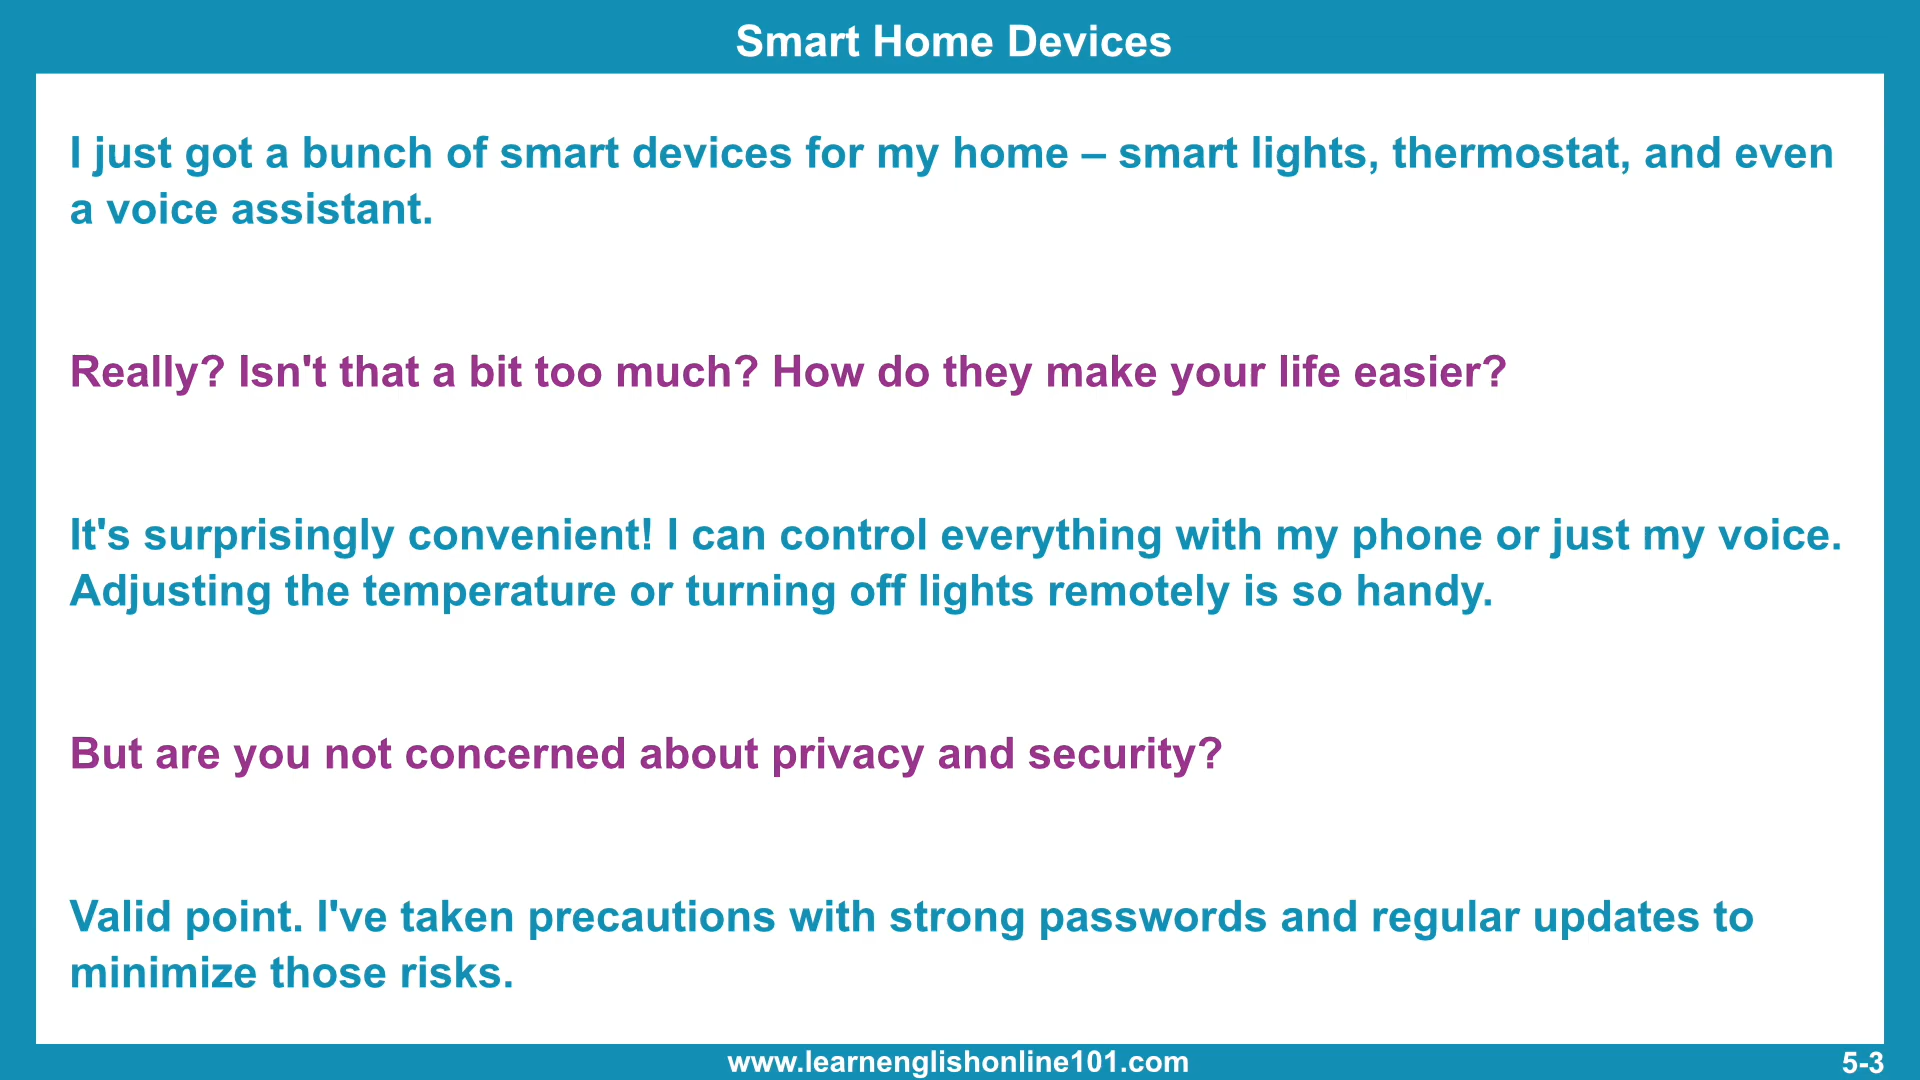 Smart Home Devices
I just got a bunch of smart devices for my home – smart lights, thermostat, and even
a voice assistant.
Really? Isn't that a bit too much? How do they make your life easier?
It's surprisingly convenient! I can control everything with my phone or just my voice.
Adjusting the temperature or turning off lights remotely is so handy.
But are you not concerned about privacy and security?
Valid point. I've taken precautions with strong passwords and regular updates to
minimize those risks.
www.learnenglishonline101.com
5-3